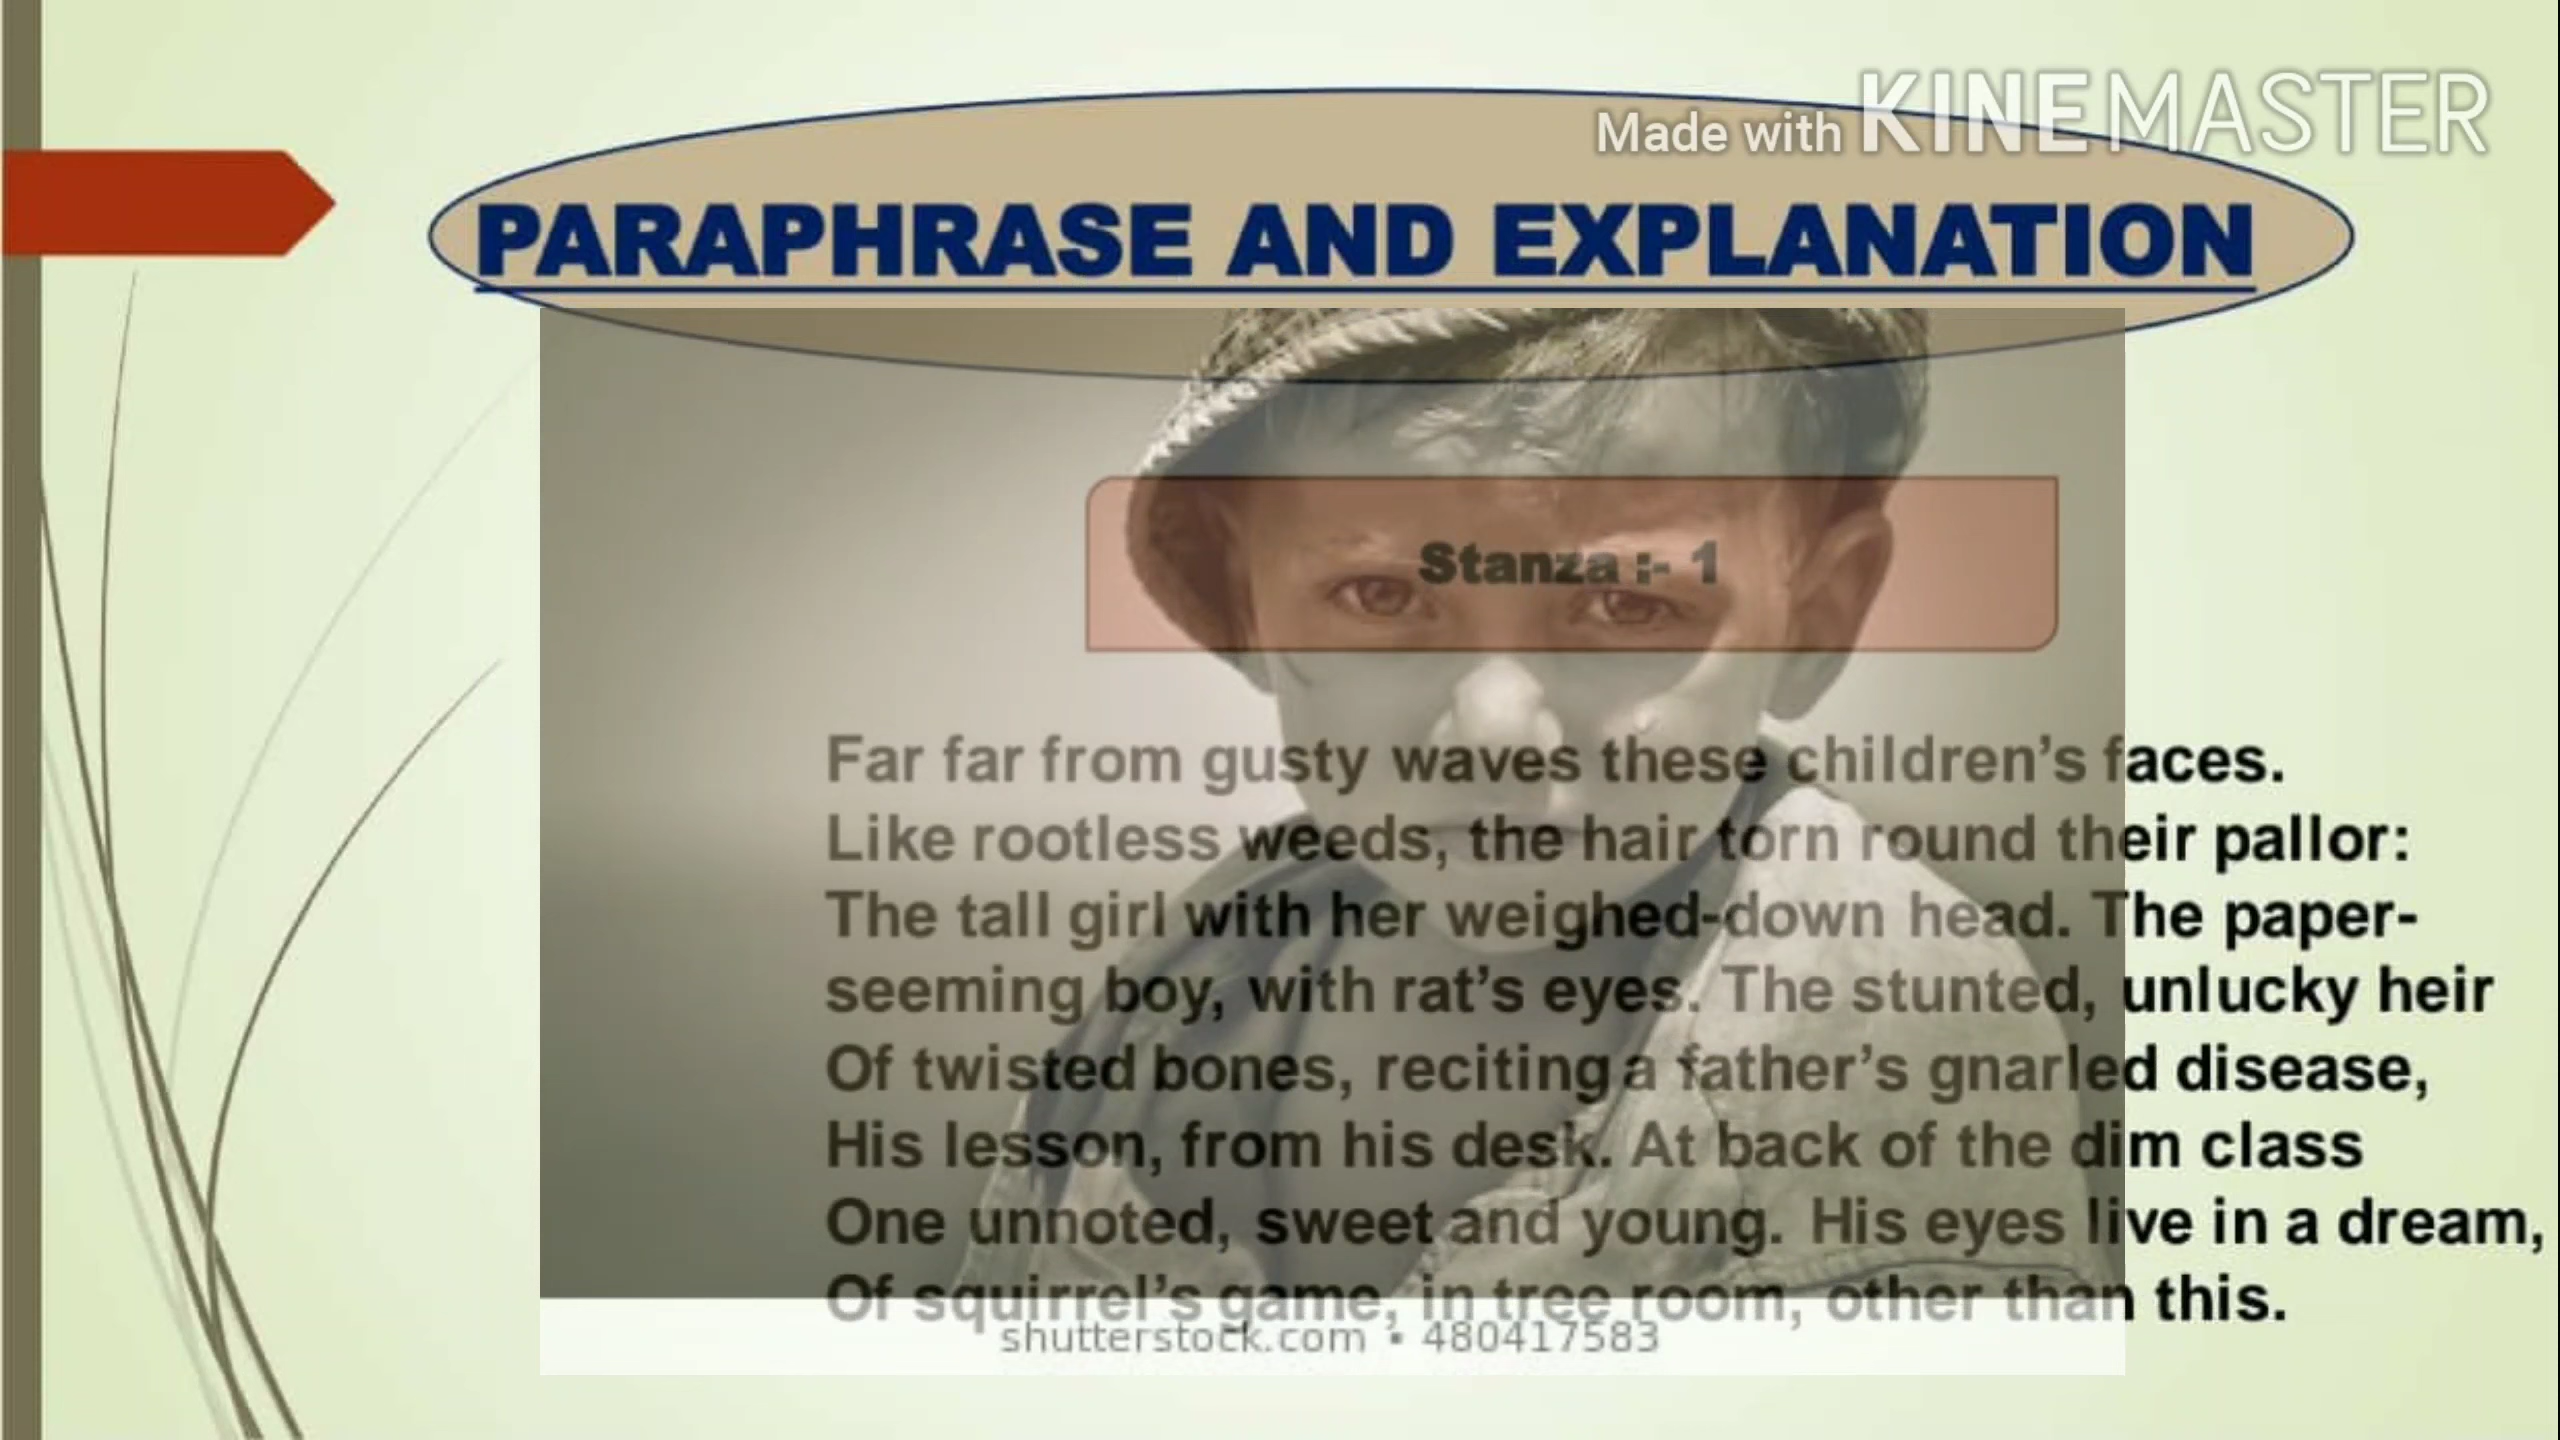 Made with KINEMASTER
PARAPHRASE AND EXPLANATION
Stanza :- 1
Far far from gusty waves these children’s faces.
Like rootless weeds, the hair torn round their pallor:
The tall girl with her weighed-down head. The paper-
seeming boy, with rat’s eyes. The stunted, unlucky heir
Of twisted bones, reciting a father’s gnarled disease,
His lesson, from his desk. At back of the dim class
One unnoted, sweet and young. His eyes live in a dream,
Of squirrel’s game, in tree room, other than this.
shutterstock.com • 480417583